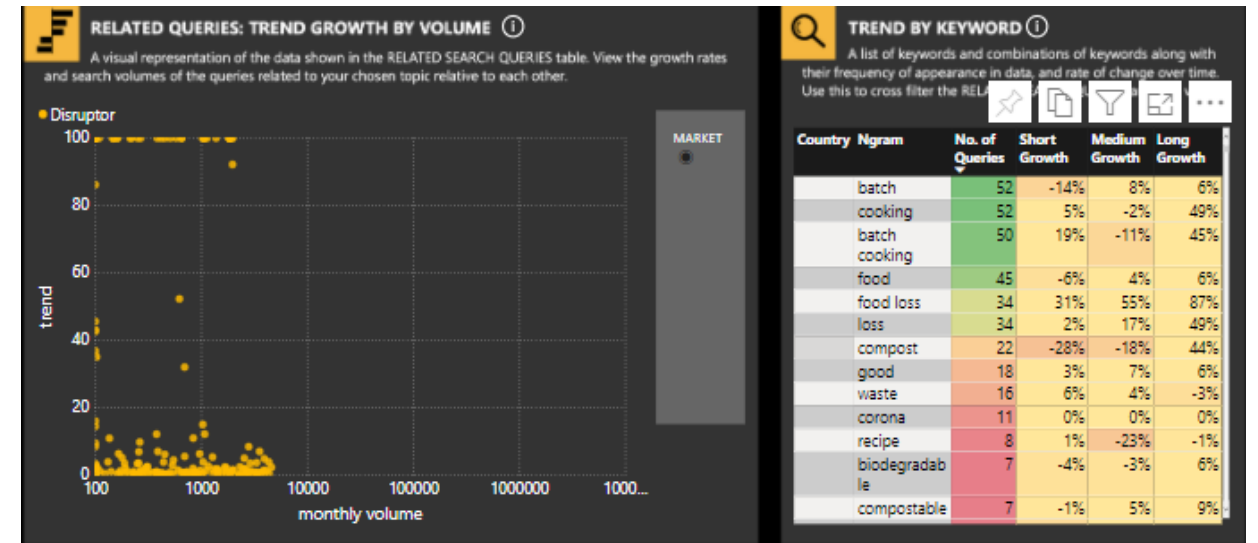 RELATED QUERIES: TREND GROWTH BY VOLUME
A visual representation of the data shown in the RELATED SEARCH QUERIES table. View the growth rates
and search volumes of the queries related to your chosen topic relative to each other.
Disruptor
100
80
60
40
20
0
trend
100 1000 10000 100000 1000000 1000...
monthly volume
MARKET
TREND BY KEYWORD
A list of keywords and combinations of keywords along with
their frequency of appearance in data, and rate of change over time.
Use this to cross filter the
Country Ngram No. of Queries Short Growth Medium Growth Long Growth
batch 52 -14% 8% 6%
cooking 52 5% -2% 49%
batch cooking 50 19% -11% 45%
food 45 -6% 4% 6%
food loss 34 31% 55% 87%
loss 34 2% 17% 49%
compost 22 -28% -18% 44%
good 18 3% 7% 6%
waste 16 6% 4% -3%
corona 11 0% 0% 0%
recipe 8 1% -23% -1%
biodegradab
le 7 -4% -3% 6%
compostable 7 -1% 5% 9%